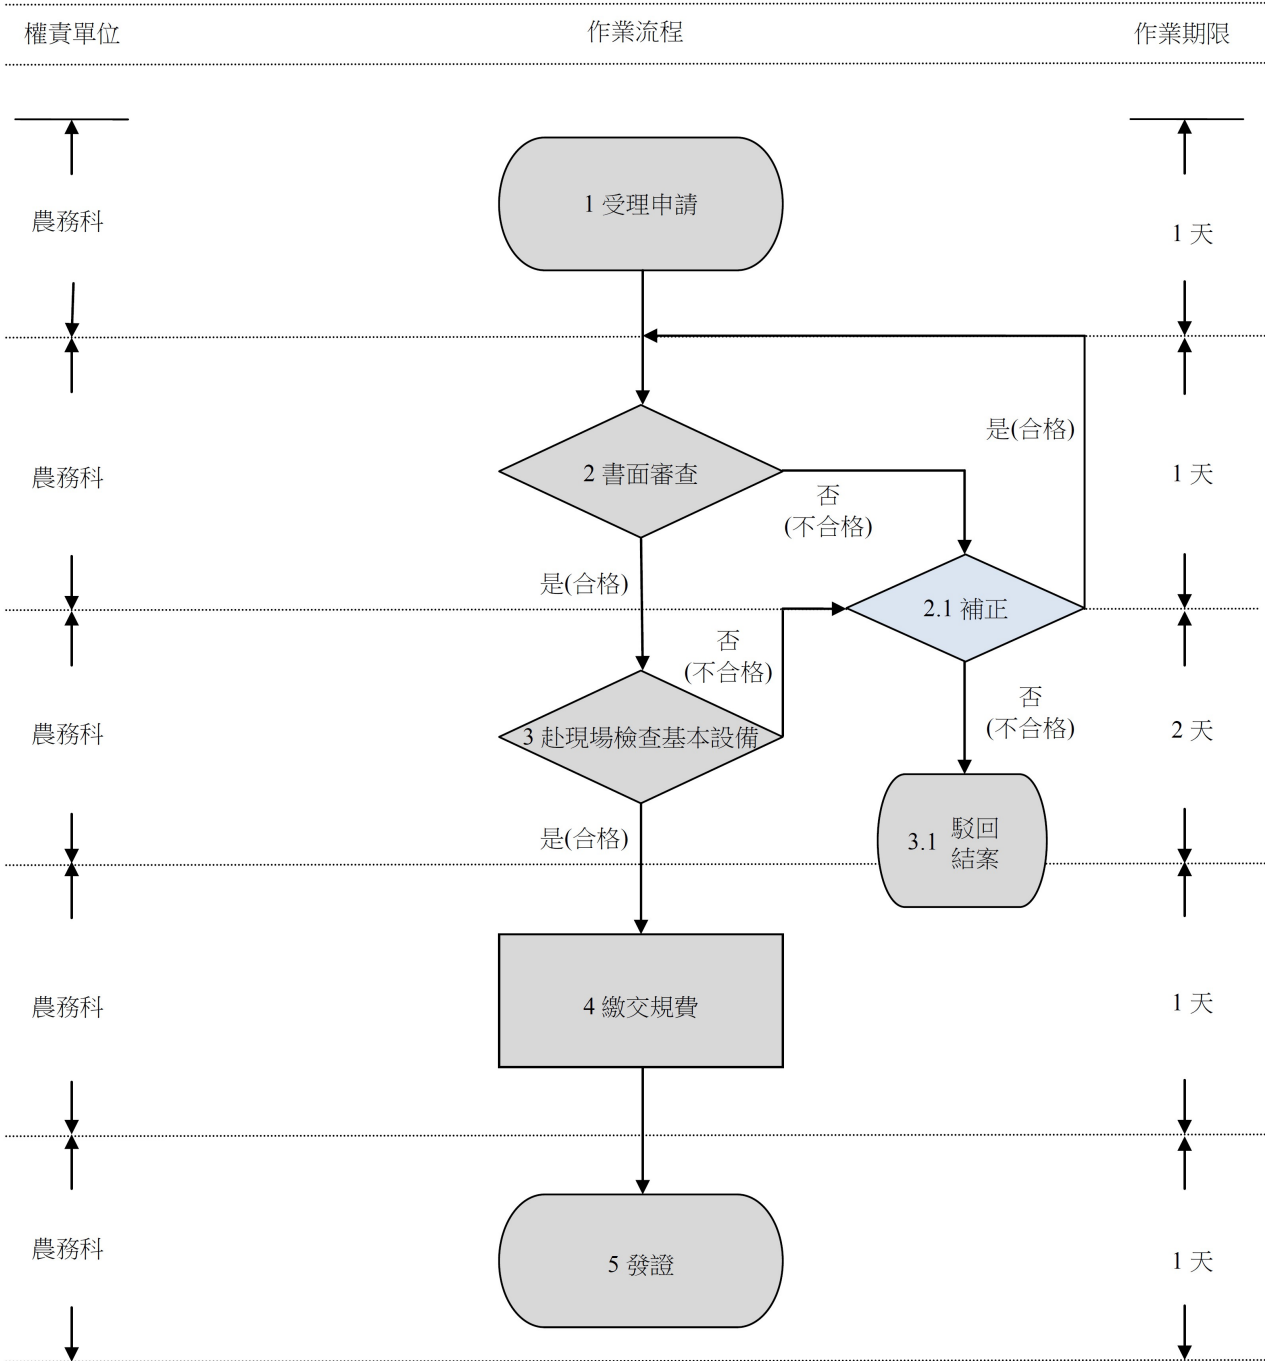 權責單位
作業流程
作業期限
農務科
1 受理申請
1 天
農務科
2 書面審查
是(合格)
1 天
否
(不合格)
是(合格)
2.1 補正
否
(不合格)
農務科
3 赴現場檢查基本設備
否
(不合格)
2 天
是(合格)
3.1 駁回
結案
農務科
4 繳交規費
1 天
農務科
5 發證
1 天